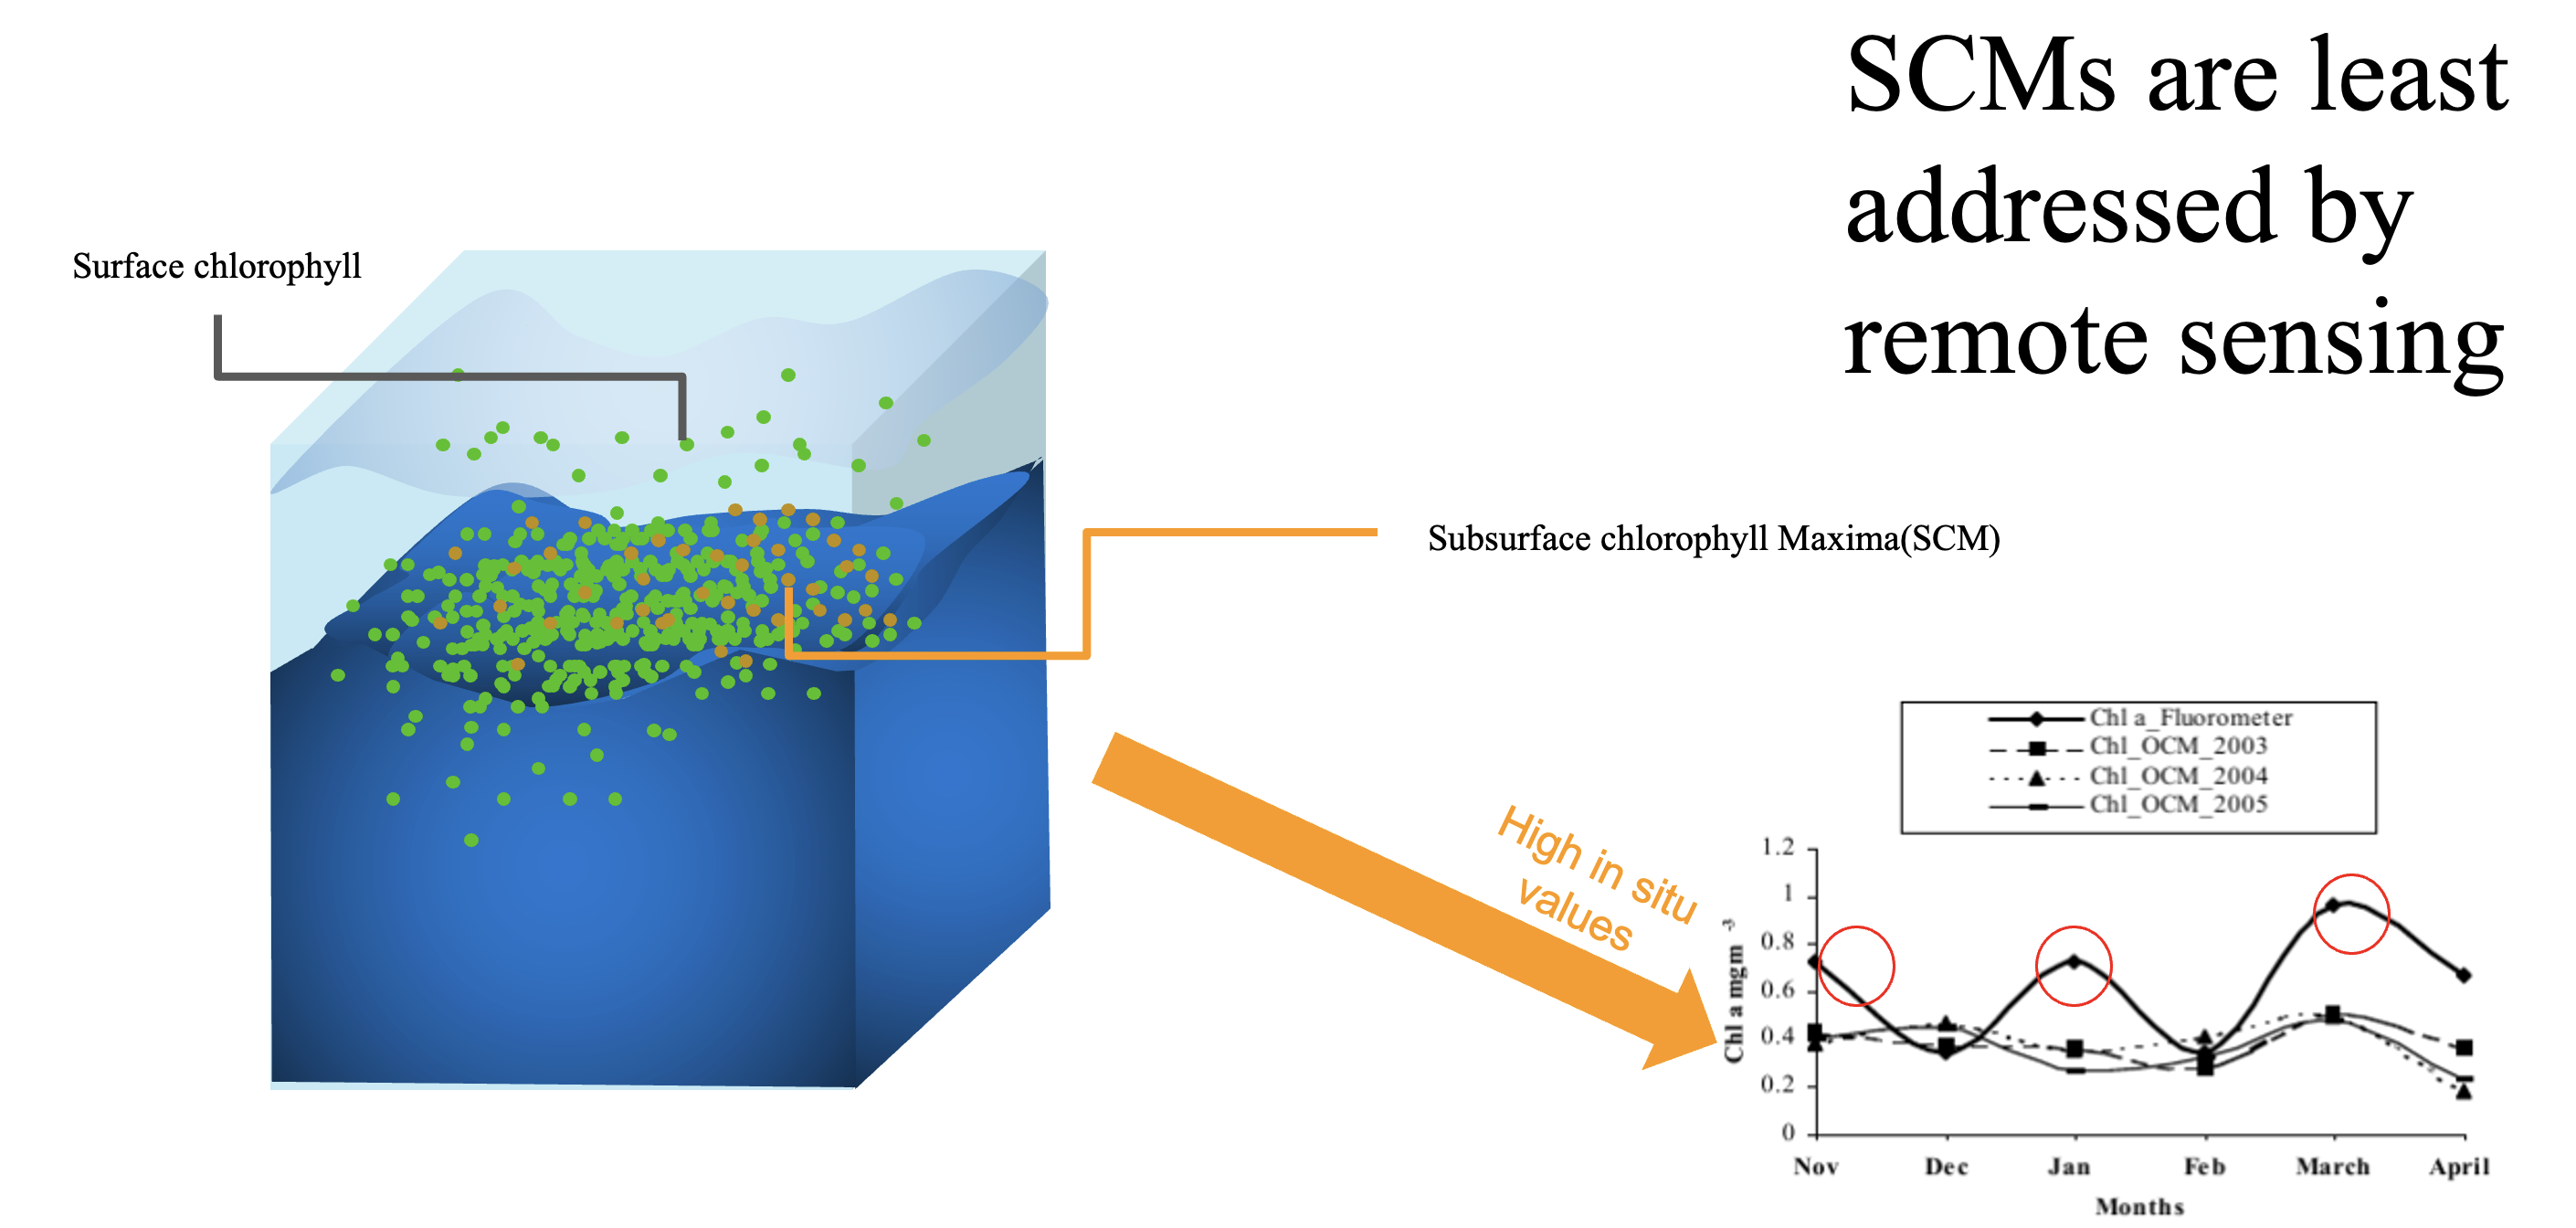 SCMs are least
addressed by
remote sensing
Surface chlorophyll
Subsurface chlorophyll Maxima(SCM)
High in situ
values
Chl a_Fluorometer
Chl_OCM_2003
Chl_OCM_2004
Chl_OCM_2005
Chl a mgm -3
1.2
1
0.8
0.6
0.4
0.2
0
Nov Dec Jan Feb March April
Months